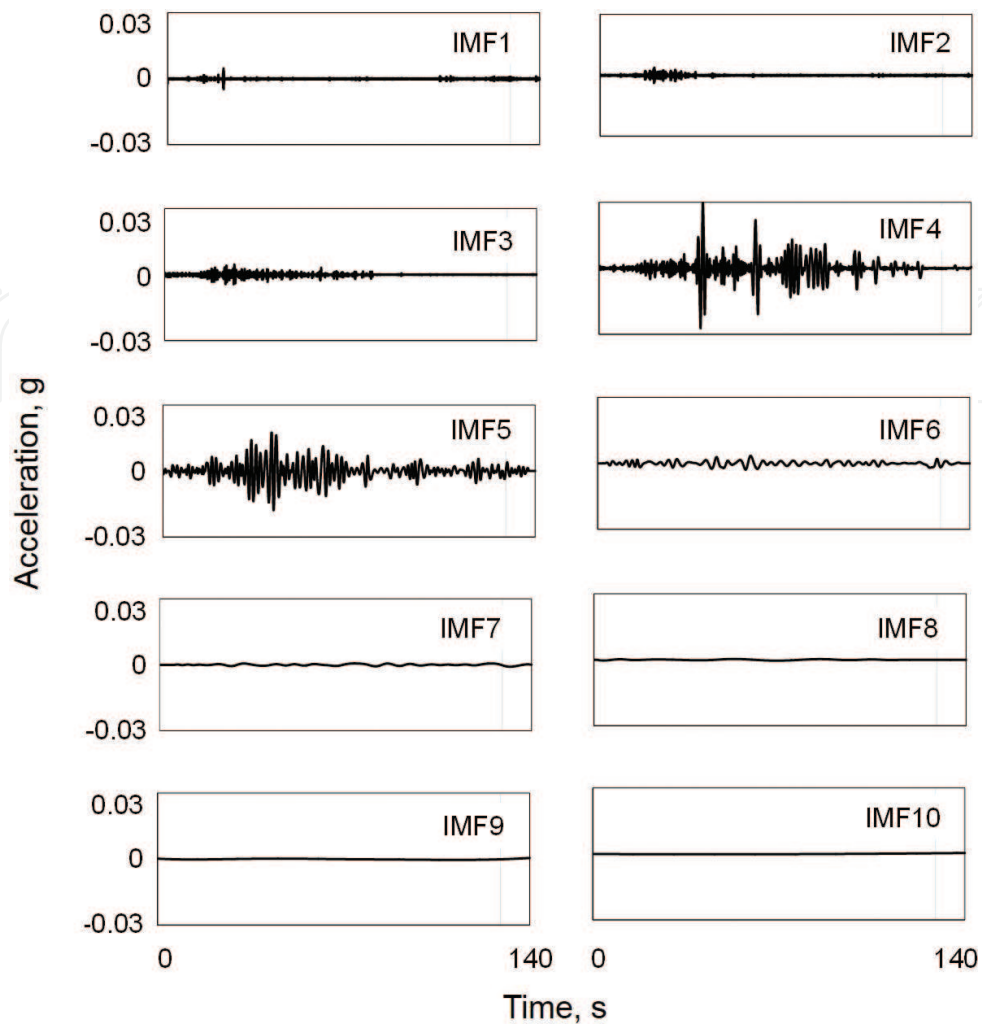 0.03
0
-0.03
IMF1
IMF2
0.03
0
-0.03
IMF3
IMF4
0.03
0
-0.03
IMF5
IMF6
0.03
0
-0.03
IMF7
IMF8
0.03
0
-0.03
IMF9
IMF10
0
140
0
140
Acceleration, g
Time, s